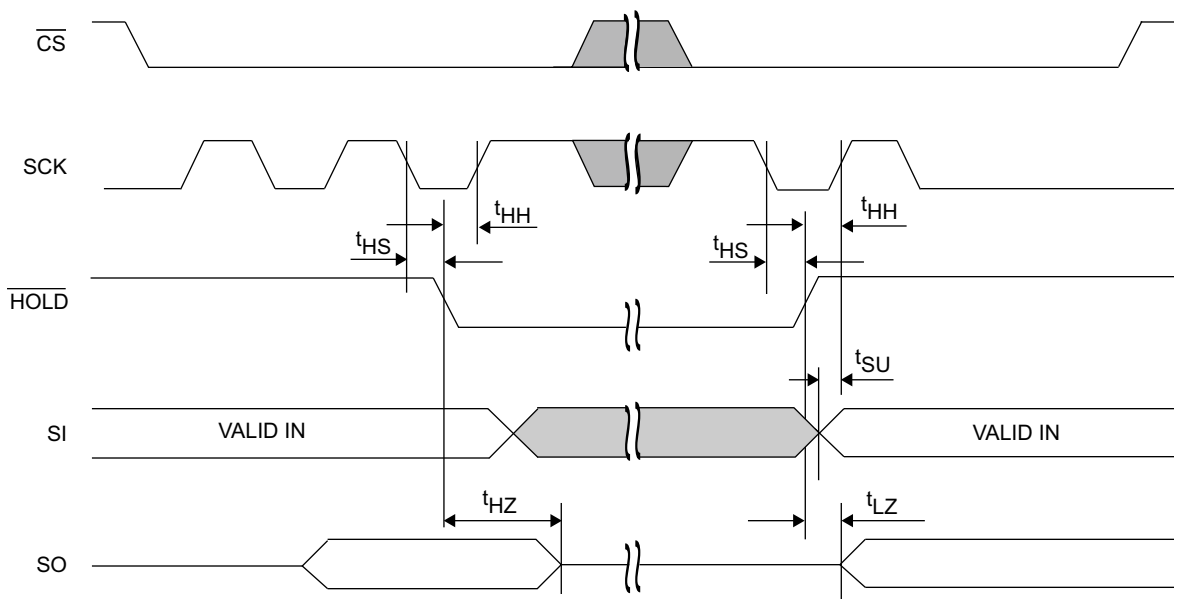 CS
SCK
tHH
tHH
tHS
tHS
HOLD
tSU
SI
VALID IN
VALID IN
tHZ
tLZ
SO